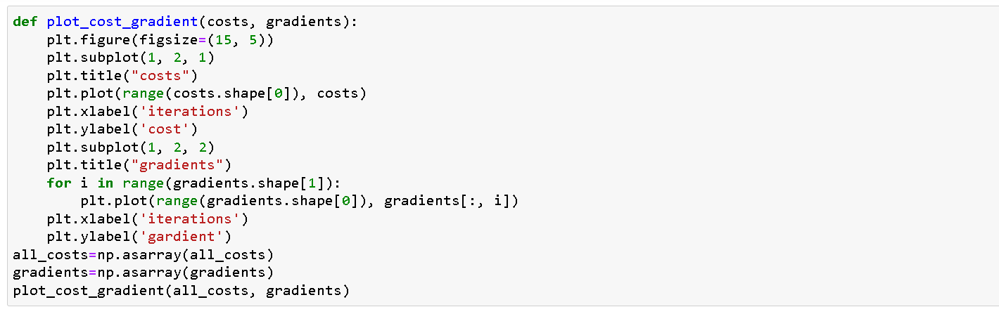 def plot_cost_gradient(costs, gradients):
    plt.figure(figsize=(15, 5))
    plt.subplot(1, 2, 1)
    plt.title("costs")
    plt.plot(range(costs.shape[0]), costs)
    plt.xlabel('iterations')
    plt.ylabel('cost')
    plt.subplot(1, 2, 2)
    plt.title("gradients")
    for i in range(gradients.shape[1]):
        plt.plot(range(gradients.shape[0]), gradients[:, i])
    plt.xlabel('iterations')
    plt.ylabel('gardient')
all_costs=np.asarray(all_costs)
gradients=np.asarray(gradients)
plot_cost_gradient(all_costs, gradients)